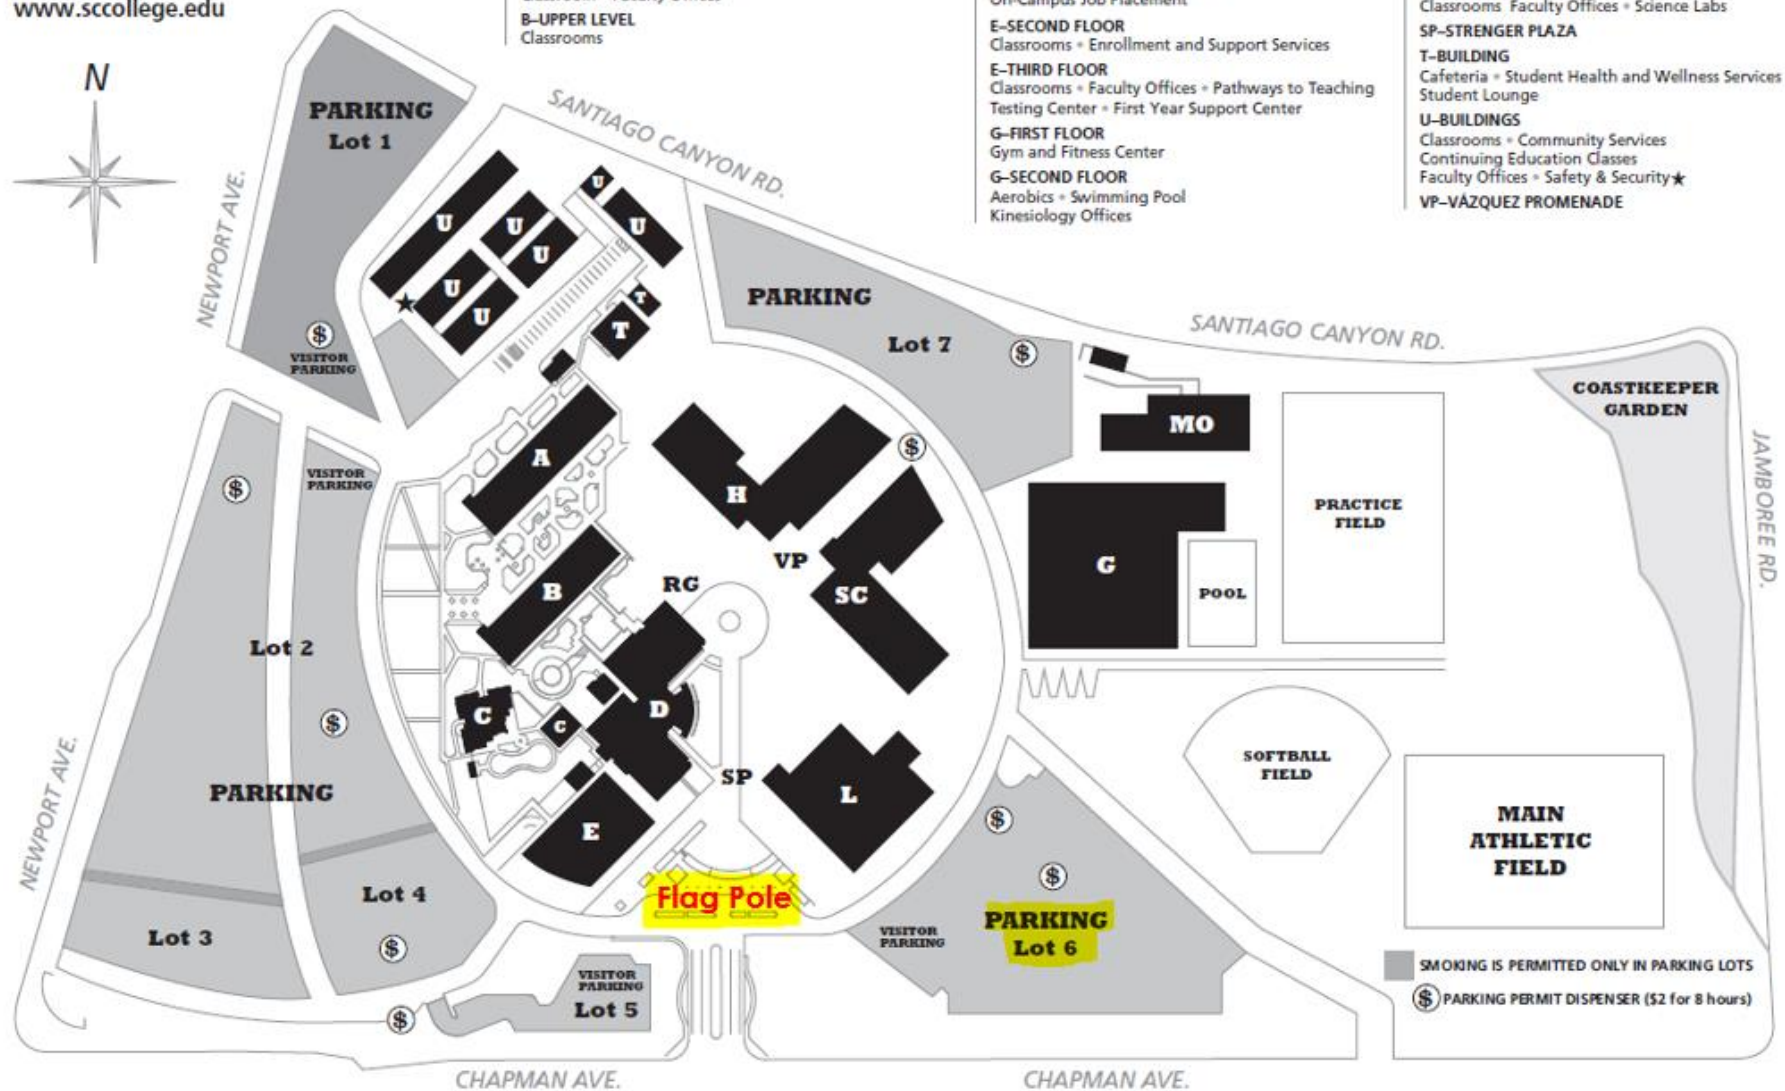 www.sccollege.edu
B–UPPER LEVEL
Classrooms
E–SECOND FLOOR
Classrooms • Enrollment and Support Services
E–THIRD FLOOR
Classrooms • Faculty Offices • Pathways to Teaching
Testing Center • First Year Support Center
G–FIRST FLOOR
Gym and Fitness Center
G–SECOND FLOOR
Aerobics • Swimming Pool
Kinesiology Offices
Classrooms Faculty Offices • Science Labs
SP–STRENGER PLAZA
T–BUILDING
Cafeteria • Student Health and Wellness Services
Student Lounge
U–BUILDINGS
Classrooms • Community Services
Continuing Education Classes
Faculty Offices • Safety & Security★
VP–VÁZQUEZ PROMENADE
N
PARKING
Lot 1
SANTIAGO CANYON RD.
NEWPORT AVE.
U
U
U
U
U
U
U
T
T
$
VISITOR
PARKING
PARKING
Lot 7
$
SANTIAGO CANYON RD.
COASTKEEPER
GARDEN
JAMBOREE RD.
MO
PRACTICE
FIELD
G
POOL
$
VISITOR
PARKING
A
H
$
B
RG
VP
SC
Lot 2
$
C
C
D
PARKING
NEWPORT AVE.
SP
L
E
$
SOFTBALL
FIELD
MAIN
ATHLETIC
FIELD
Lot 4
Lot 3
$
Flag Pole
$
VISITOR
PARKING
PARKING
Lot 6
VISITOR
PARKING
Lot 5
$
SMOKING IS PERMITTED ONLY IN PARKING LOTS
$ PARKING PERMIT DISPENSER ($2 for 8 hours)
CHAPMAN AVE.
CHAPMAN AVE.